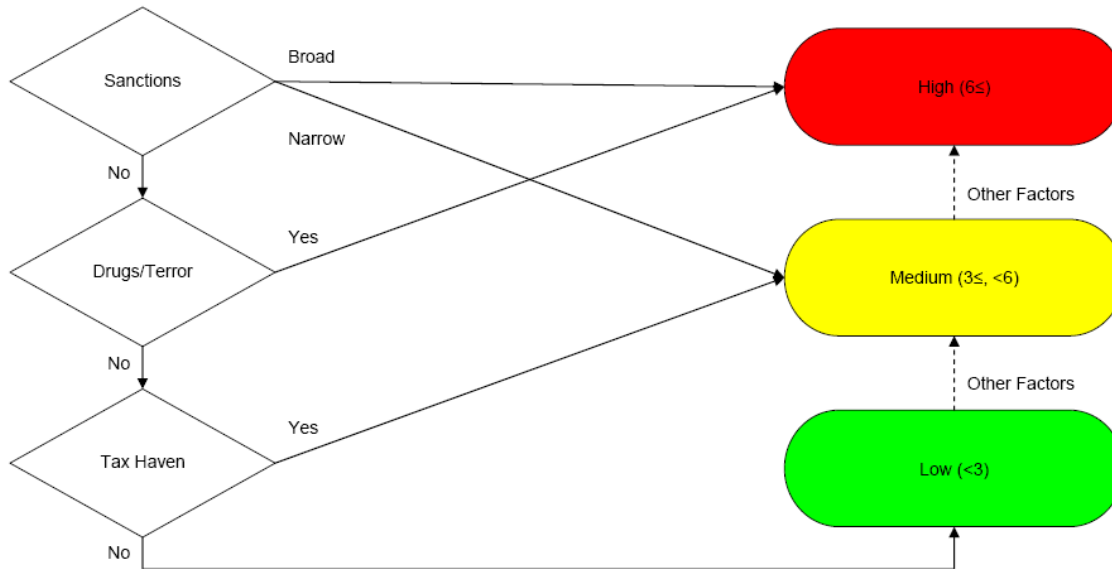 Broad
Sanctions
High (6≤)
Narrow
No
Other Factors
Yes
Drugs/Terror
Medium (3≤, <6)
No
Other Factors
Yes
Tax Haven
Low (<3)
No